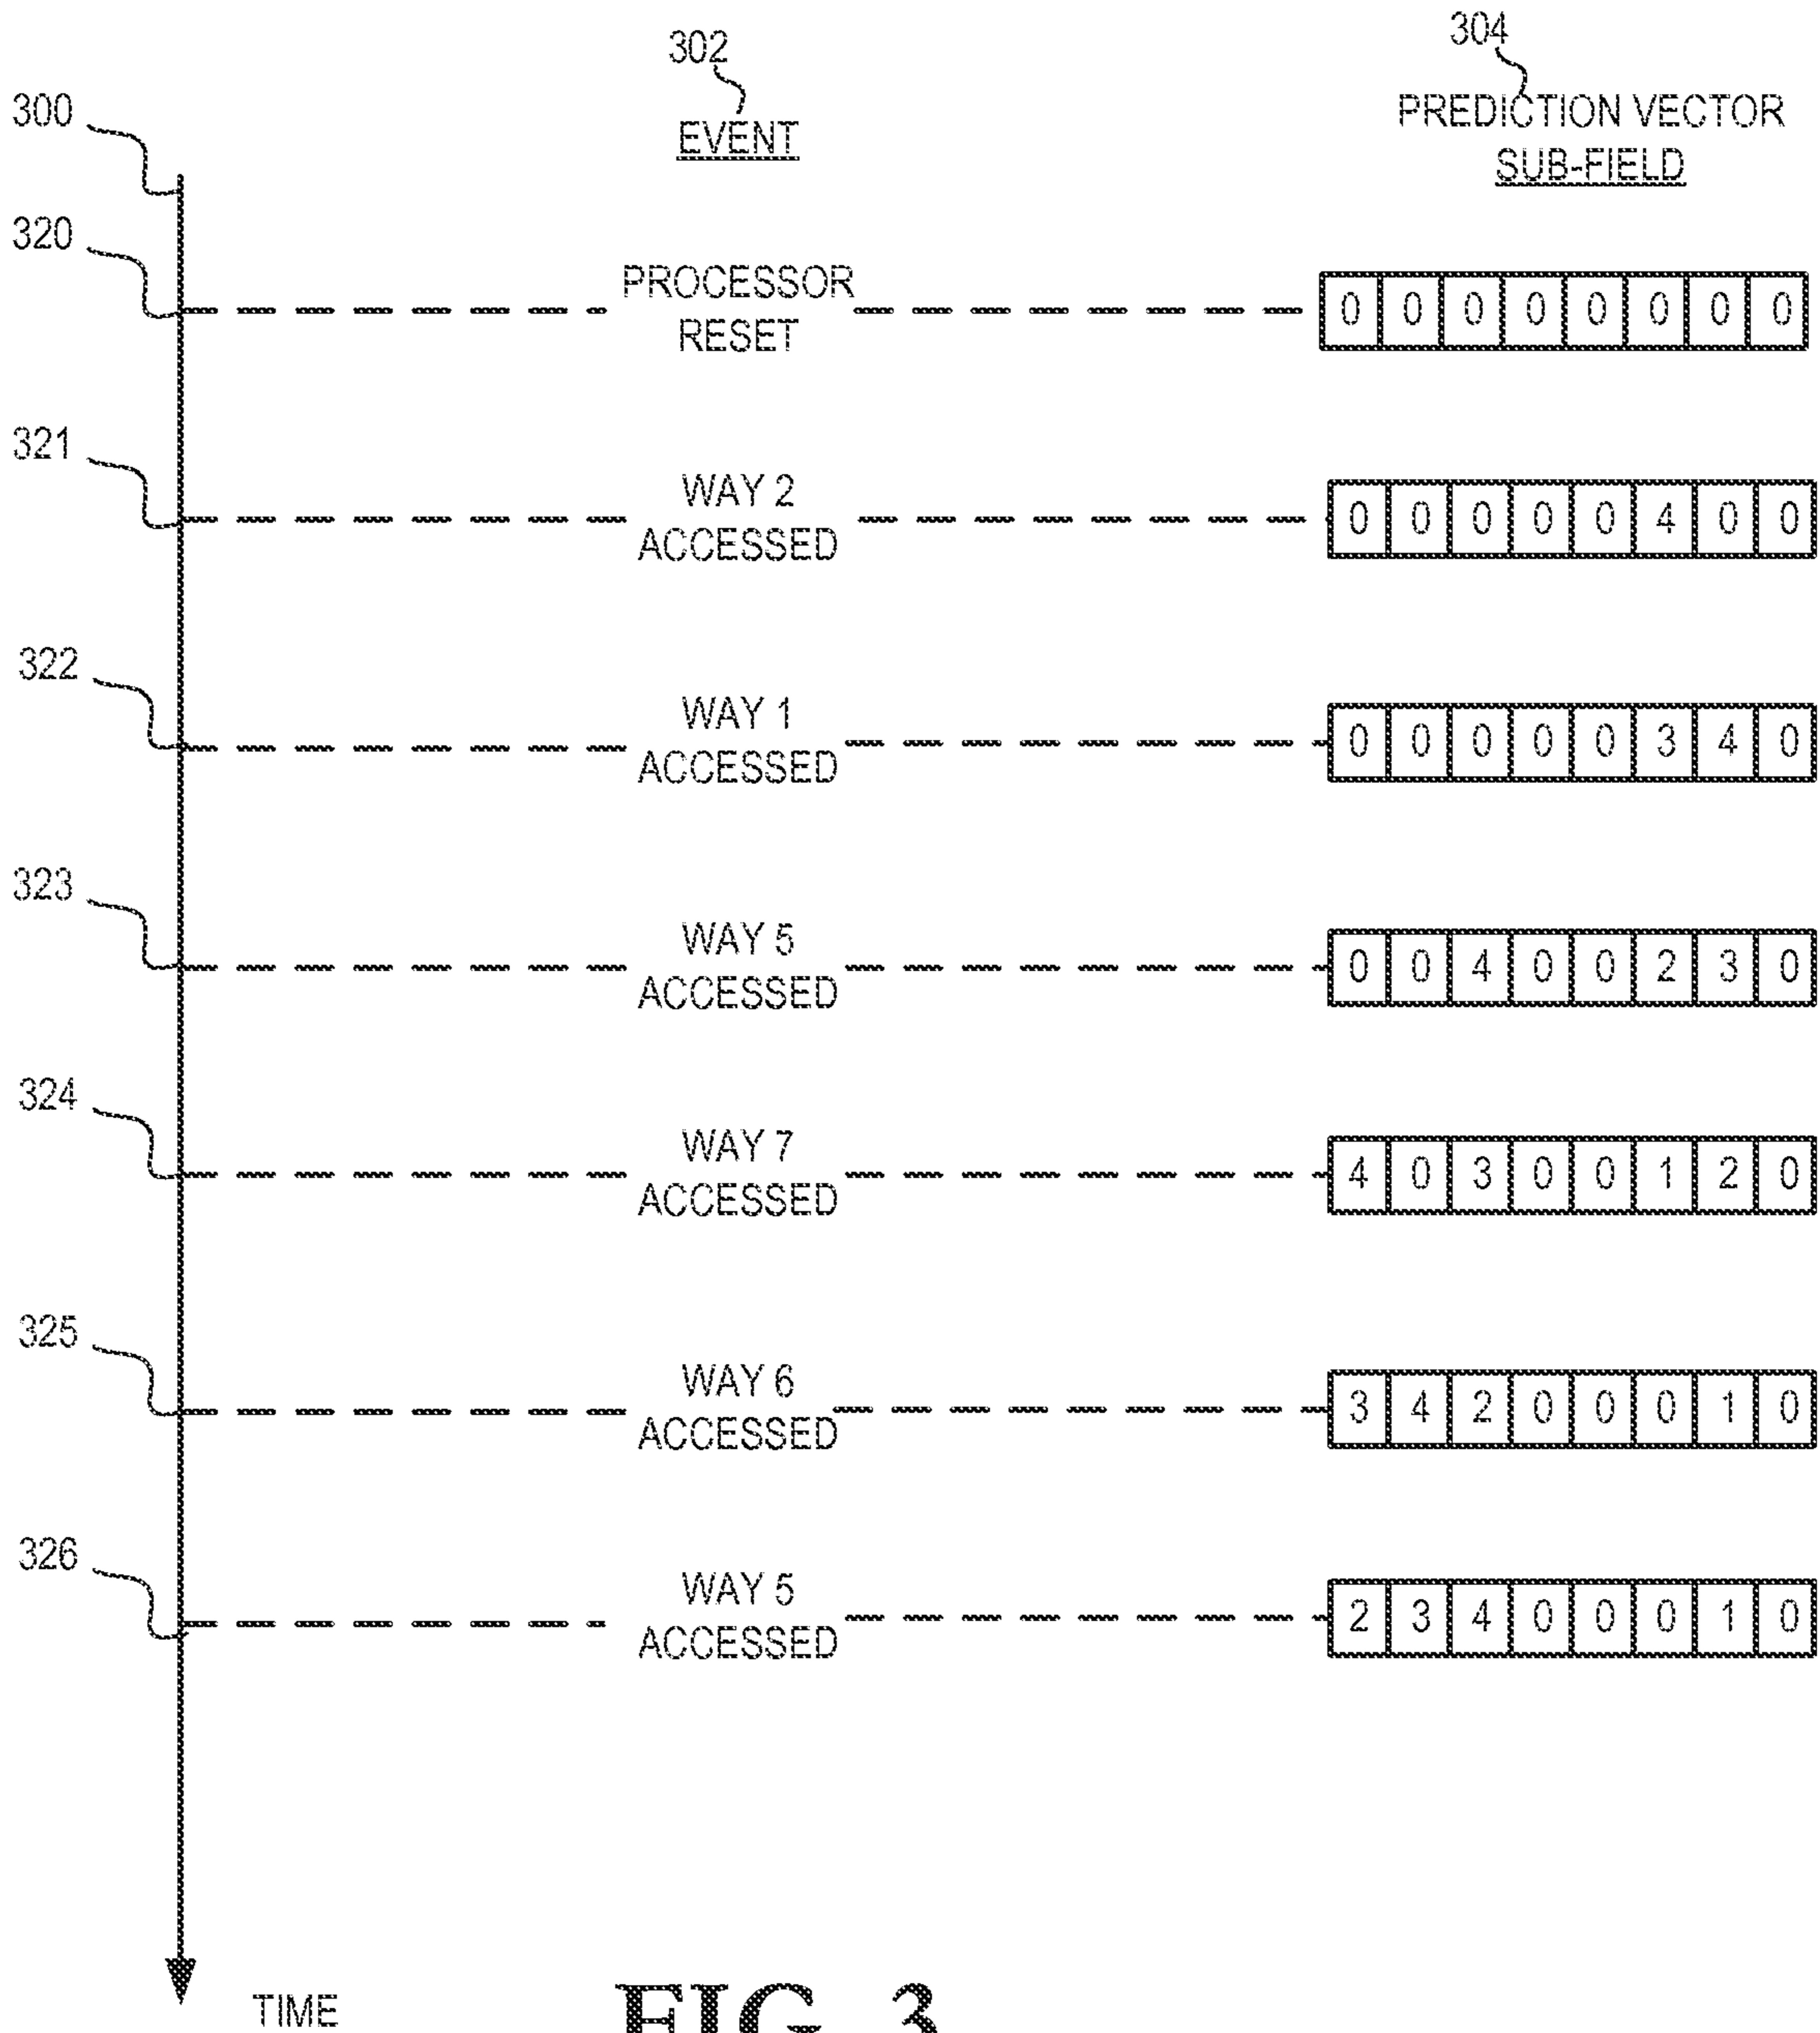 304
302
PREDICTION VECTOR
300
EVENT
SUB-FIELD
320
PROCESSOR
RESET
0 0 0 0 0 0 0 0
321
WAY 2
ACCESSED
0 0 0 0 0 4 0 0
322
WAY 1
ACCESSED
0 0 0 0 0 3 4 0
323
WAY 5
ACCESSED
0 0 4 0 0 2 3 0
324
WAY 7
ACCESSED
4 0 3 0 0 1 2 0
325
WAY 6
ACCESSED
3 4 2 0 0 0 1 0
326
WAY 5
ACCESSED
2 3 4 0 0 0 1 0
TIME
FIG. 3